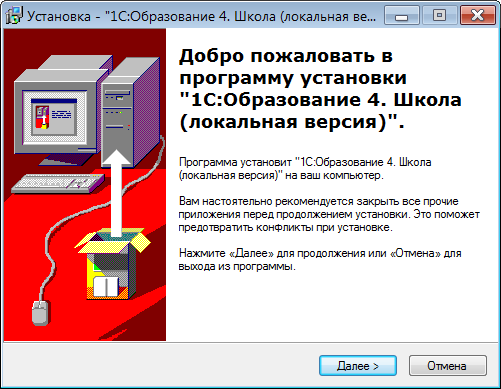 Установка - "1С:Образование 4. Школа (локальная ве...
Добро пожаловать в
программу установки
"1С:Образование 4. Школа
(локальная версия)".
Программа установит "1С:Образование 4. Школа
(локальная версия)" на ваш компьютер.
Вам настоятельно рекомендуется закрыть все прочие
приложения перед продолжением установки. Это поможет
предотвратить конфликты при установке.
Нажмите «Далее» для продолжения или «Отмена» для
выхода из программы.
Далее >
Отмена